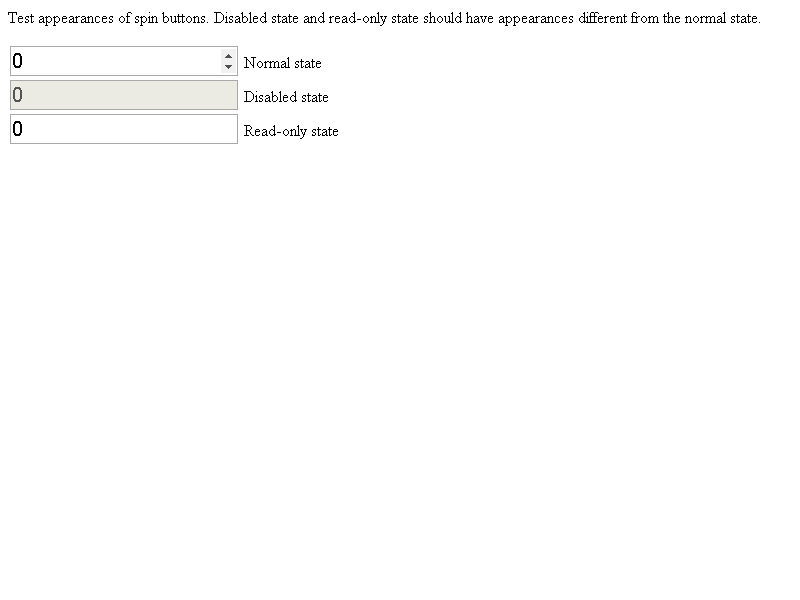 Test appearances of spin buttons. Disabled state and read-only state should have appearances different from the normal state.
0 Normal state
0 Disabled state
0 Read-only state